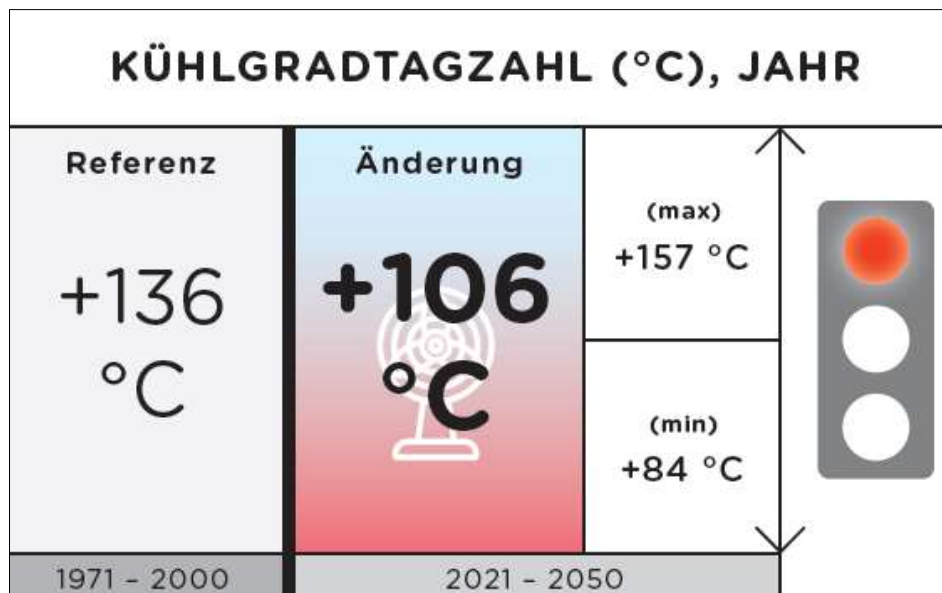 KÜHLGRADTAGZAHL (°C), JAHR
Referenz
+136
°C
Änderung
+106
°C
(max)
+157 °C
(min)
+84 °C
1971 – 2000
2021 – 2050